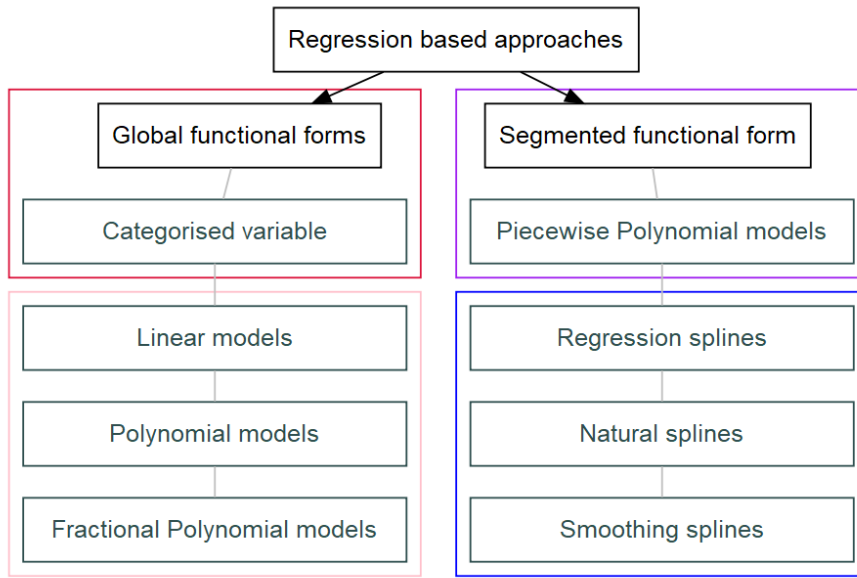 Regression based approaches
Global functional forms
Segmented functional form
Categorised variable
Piecewise Polynomial models
Linear models
Regression splines
Polynomial models
Natural splines
Fractional Polynomial models
Smoothing splines